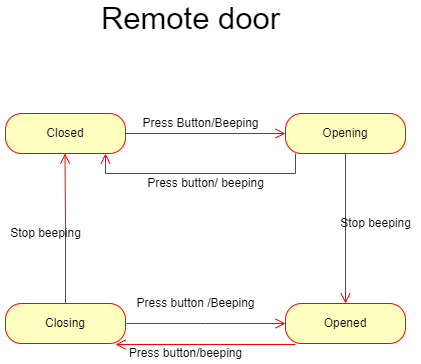 Remote door
Press Button/Beeping
Closed
Opening
Press button/ beeping
Stop beeping
Stop beeping
Press button /Beeping
Closing
Opened
Press button/beeping